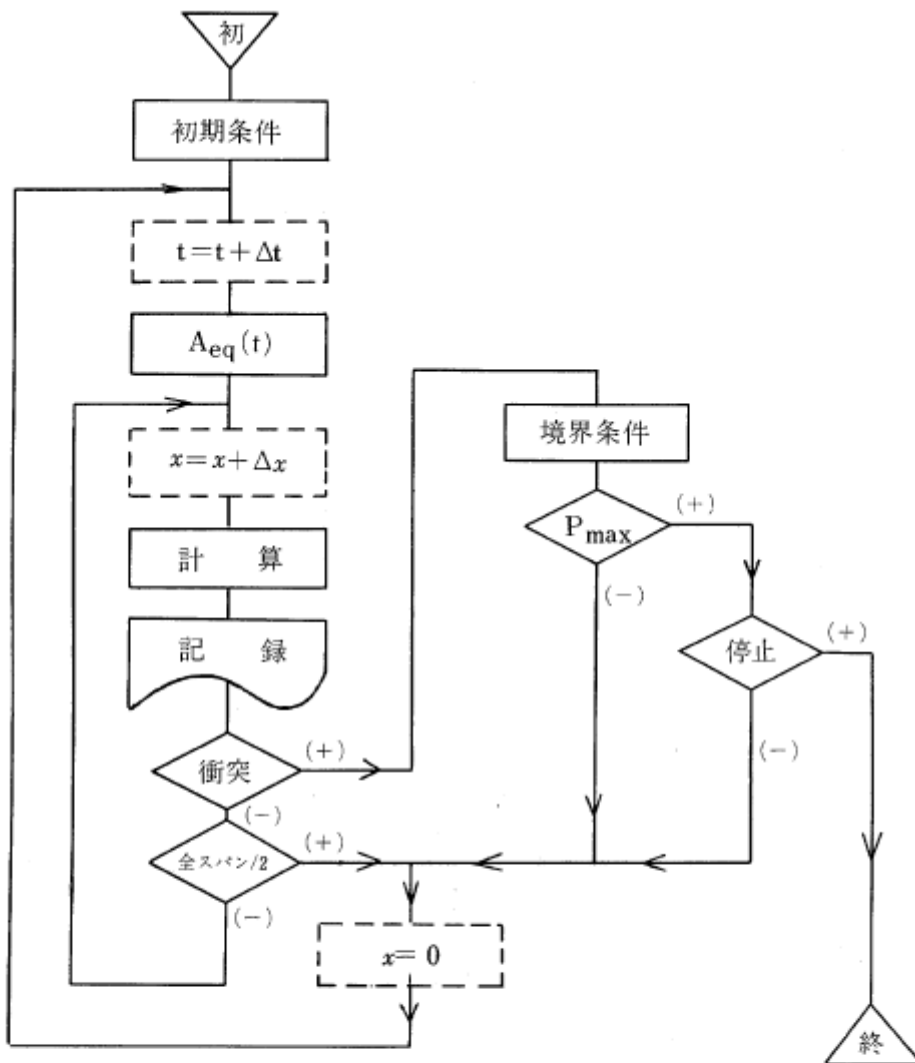 初
初期条件
t=t+Δt
Aeq(t)
x=x+Δx
計 算
記 録
衝突
(+)
(-)
全スパン/2
(+)
(-)
x=0
境界条件
Pmax
(+)
(-)
停止
(+)
(-)
終